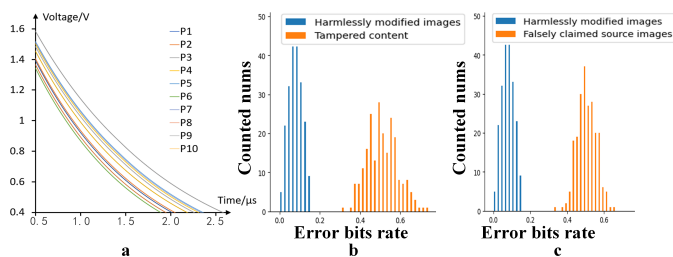 Voltage/V
1.6
1.4
1.2
1
0.8
0.6
0.4
0.5
1.0
1.5
2.0
2.5
Time/μs
P1
P2
P3
P4
P5
P6
P7
P8
P9
P10
a
50
40
30
20
10
0
Counted nums
Harmlessly modified images
Tampered content
0.0
0.2
0.4
0.6
Error bits rate
b
50
40
30
20
10
0
Counted nums
Harmlessly modified images
Falsely claimed source images
0.0
0.2
0.4
0.6
Error bits rate
c